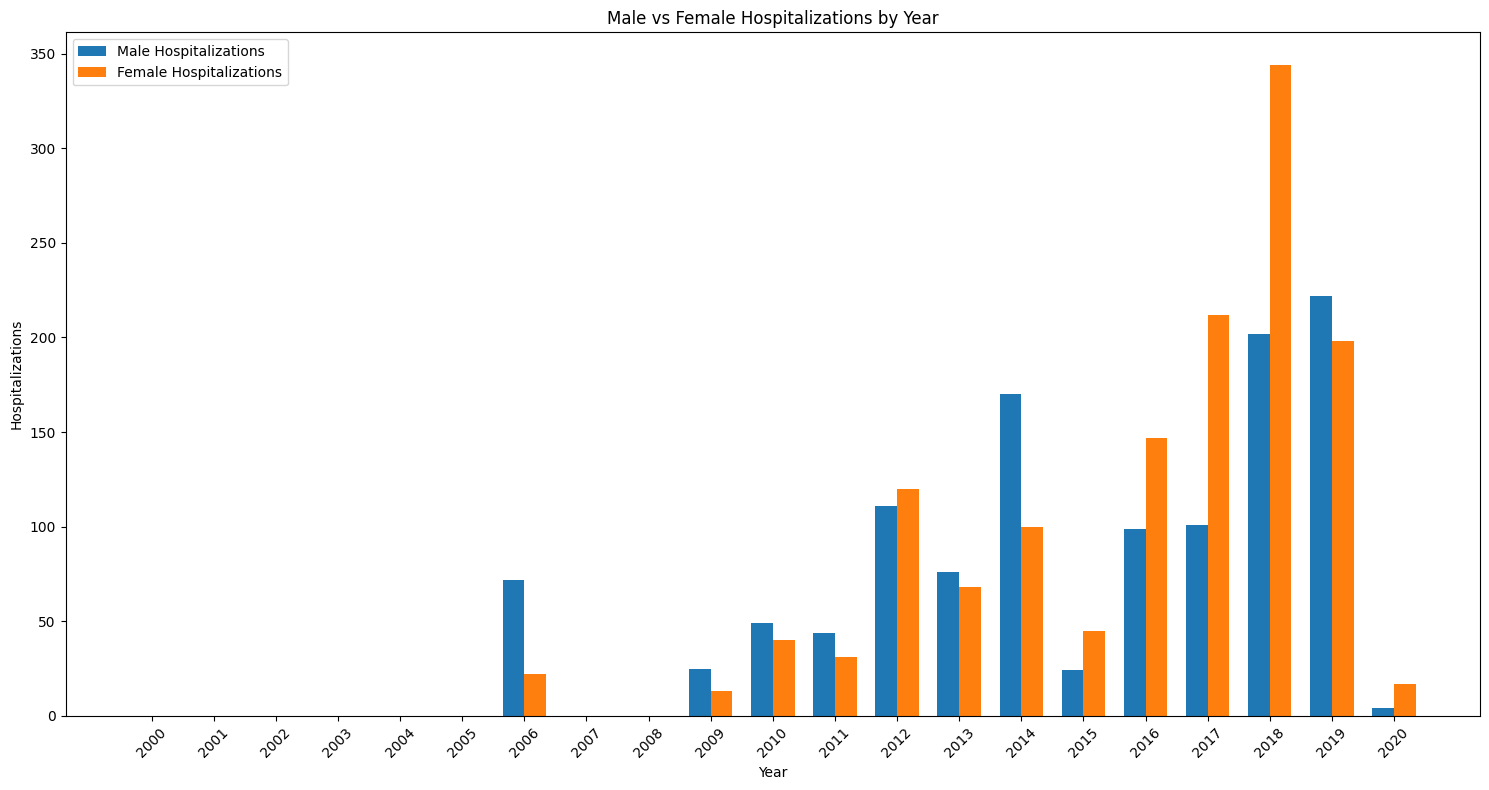 Male vs Female Hospitalizations by Year
Male Hospitalizations
Female Hospitalizations
350
300
250
200
150
100
50
0
Hospitalizations
2000 2001 2002 2003 2004 2005 2006 2007 2008 2009 2010 2011 2012 2013 2014 2015 2016 2017 2018 2019 2020
Year